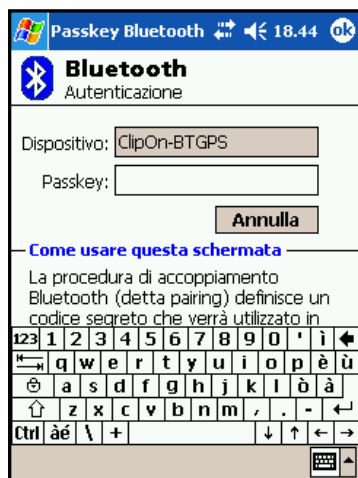 Passkey Bluetooth 18.44 ok
Bluetooth
Autenticazione
Dispositivo: ClipOn-BTGPS
Passkey:
Annulla
Come usare questa schermata
La procedura di accoppiamento
Bluetooth (detta pairing) definisce un
codice segreto che verrà utilizzato in
123 1 2 3 4 5 6 7 8 9 0 ' ì
q w e r t y u i o p è ù
a s d f g h j k l ò à
z x c v b n m , . -
Ctrl àé \ + ↓ ↑ ← →